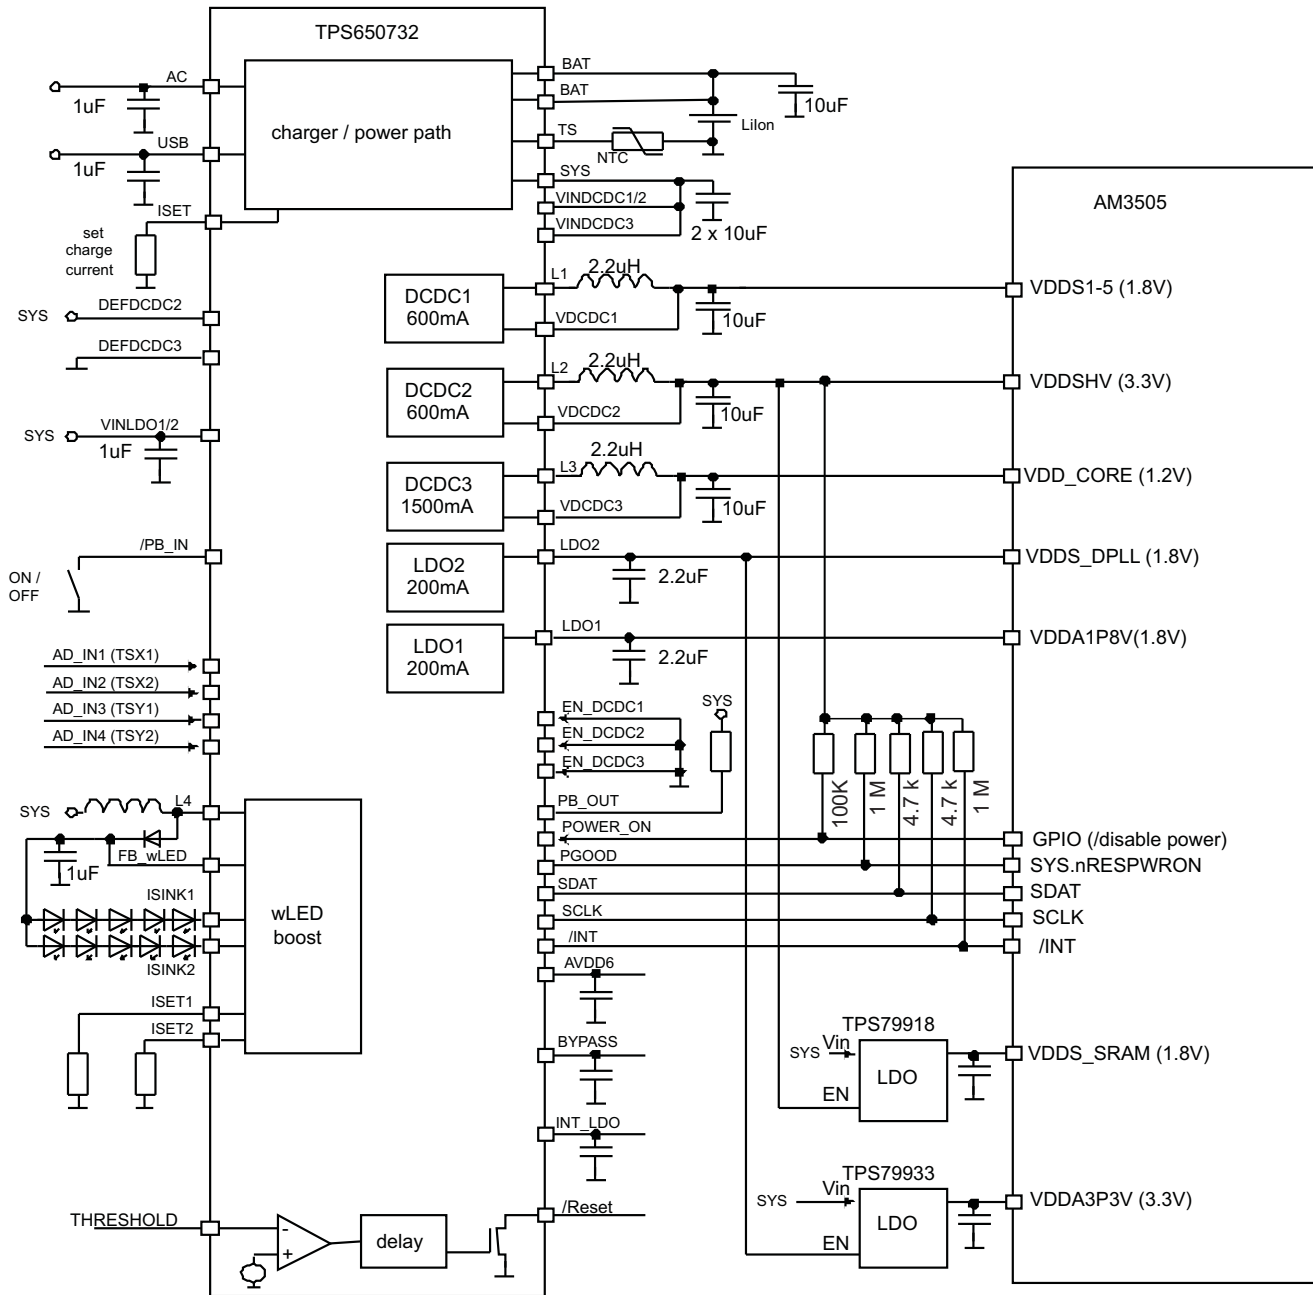 TPS650732
AC
1uF
USB
1uF
ISET
set
charge
current
charger / power path
BAT
BAT
10uF
LiIon
TS
NTC
SYS
VINDCDC1/2
2 x 10uF
VINDCDC3
AM3505
SYS
DEFDCDC2
DEFDCDC3
SYS
VINLDO1/2
1uF
/PB_IN
ON /
OFF
DCDC1
600mA
L1
2.2uH
VDCDC1
10uF
VDDS1-5 (1.8V)
DCDC2
600mA
L2
2.2uH
VDCDC2
10uF
VDDSHV (3.3V)
DCDC3
1500mA
L3
2.2uH
VDCDC3
10uF
VDD_CORE (1.2V)
LDO2
200mA
LDO2
2.2uF
VDDS_DPLL (1.8V)
LDO1
200mA
LDO1
2.2uF
VDDA1P8V(1.8V)
AD_IN1 (TSX1)
AD_IN2 (TSX2)
AD_IN3 (TSY1)
AD_IN4 (TSY2)
EN_DCDC1
EN_DCDC2
EN_DCDC3
SYS
PB_OUT
POWER_ON
PGOOD
SDAT
SCLK
/INT
100K
1 M
4.7 k
4.7 k
1 M
GPIO (/disable power)
SYS.nRESPWRON
SDAT
SCLK
/INT
SYS
L4
1uF
FB_wLED
ISINK1
ISINK2
ISET1
ISET2
wLED
boost
AVDD6
BYPASS
INT_LDO
TPS79918
SYS
Vin
LDO
EN
VDDS_SRAM (1.8V)
TPS79933
SYS
Vin
LDO
EN
VDDA3P3V (3.3V)
THRESHOLD
-
+
delay
/Reset